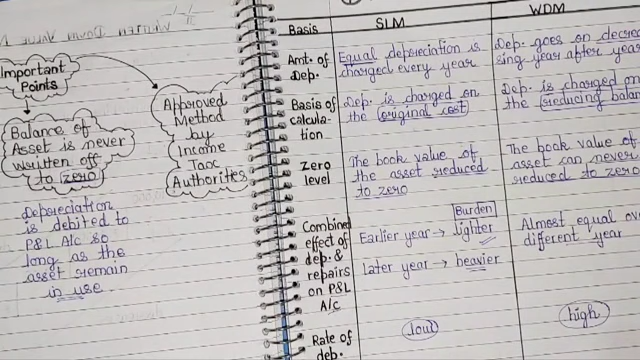 Important
Points
Balance of
Asset is never
written off
to zero
Approved
Method
by
Income
Tax
Authorites
Depreciation
is debited to
P&L A/c so
long as the
asset remain
in use
Basis
SLM
WDM
Amt. of
Dep.
Equal depreciation is
charged every year
Dep. goes on decrea
sing year after year
Basis of
calcula-
tion
Dep. is charged on
the original cost
Dep. is charged on
the reducing balan
Zero
level
The book value of
the asset reduced
to zero
The book value of
asset can never
reduced to zero
Combined
effect of
dep. &
repairs
on P&L
A/c
Burden
Earlier year → lighter
Later year → heavier
Almost equal ov
different year
Rate of
dep.
low
high